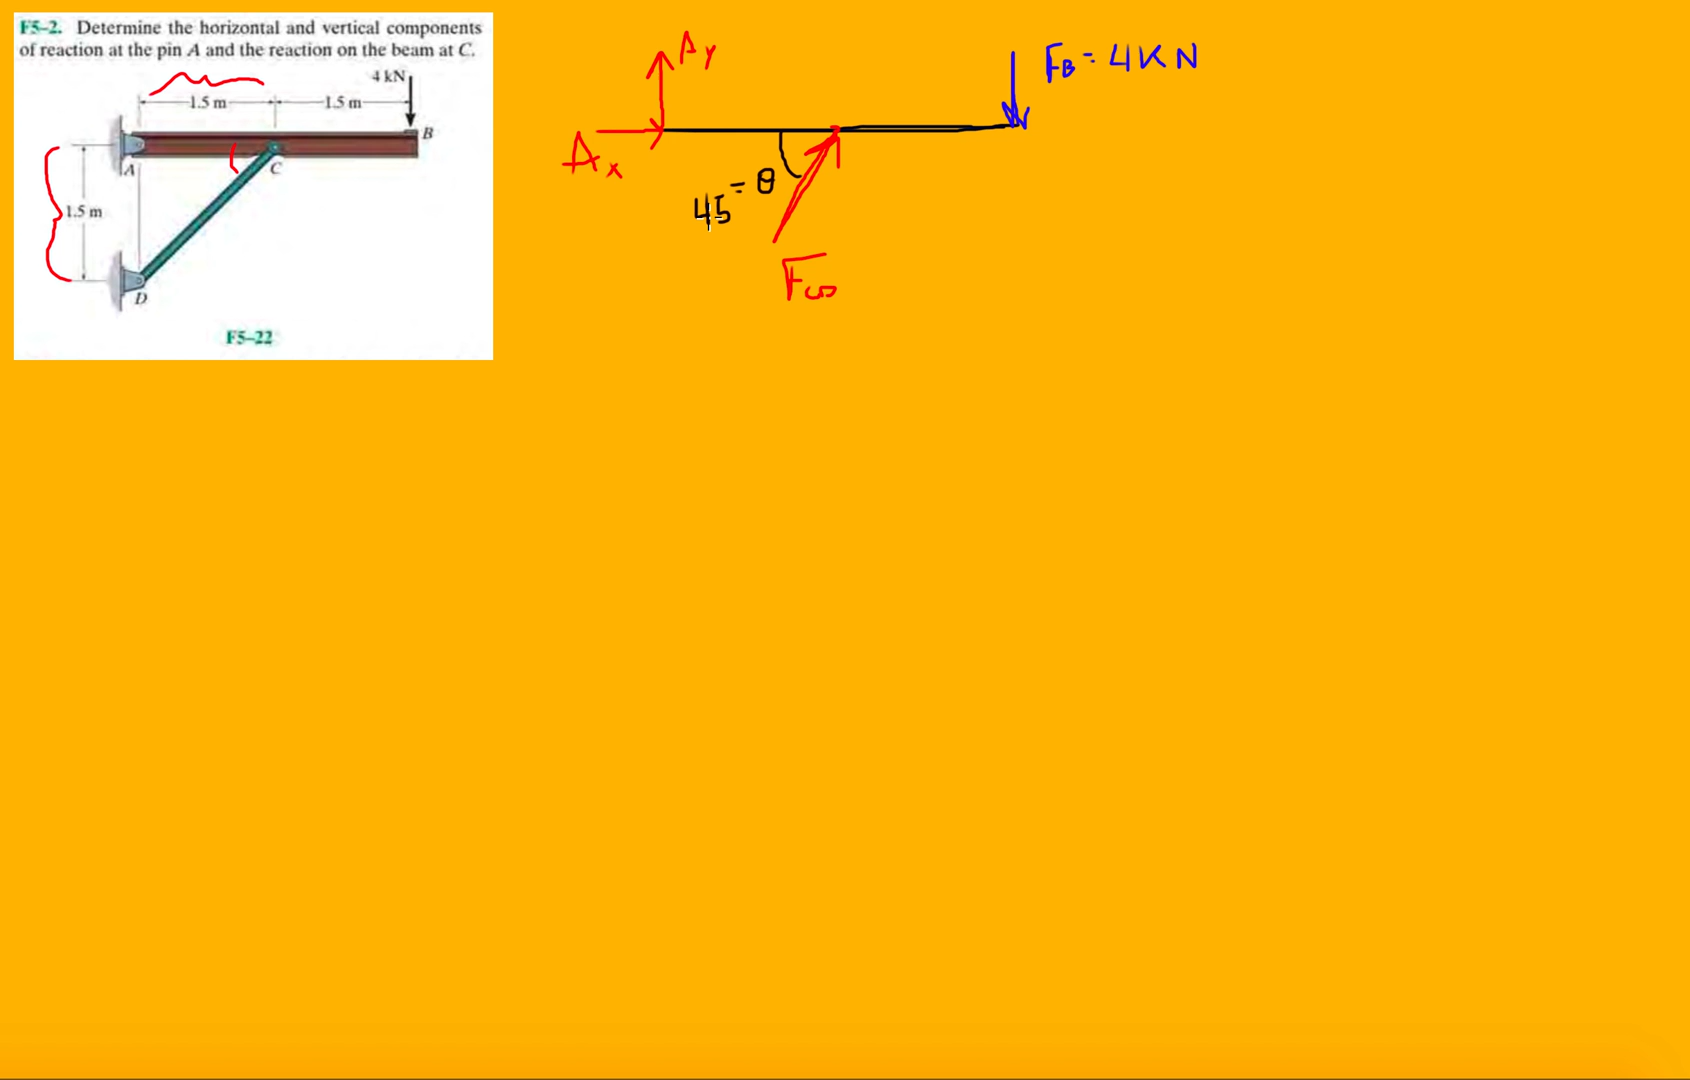 F5–2. Determine the horizontal and vertical components
of reaction at the pin A and the reaction on the beam at C.
4 kN
1.5 m
1.5 m
B
A
C
1.5 m
D
F5–22
Ay
FB = 4KN
Ax
45 = θ
FCD